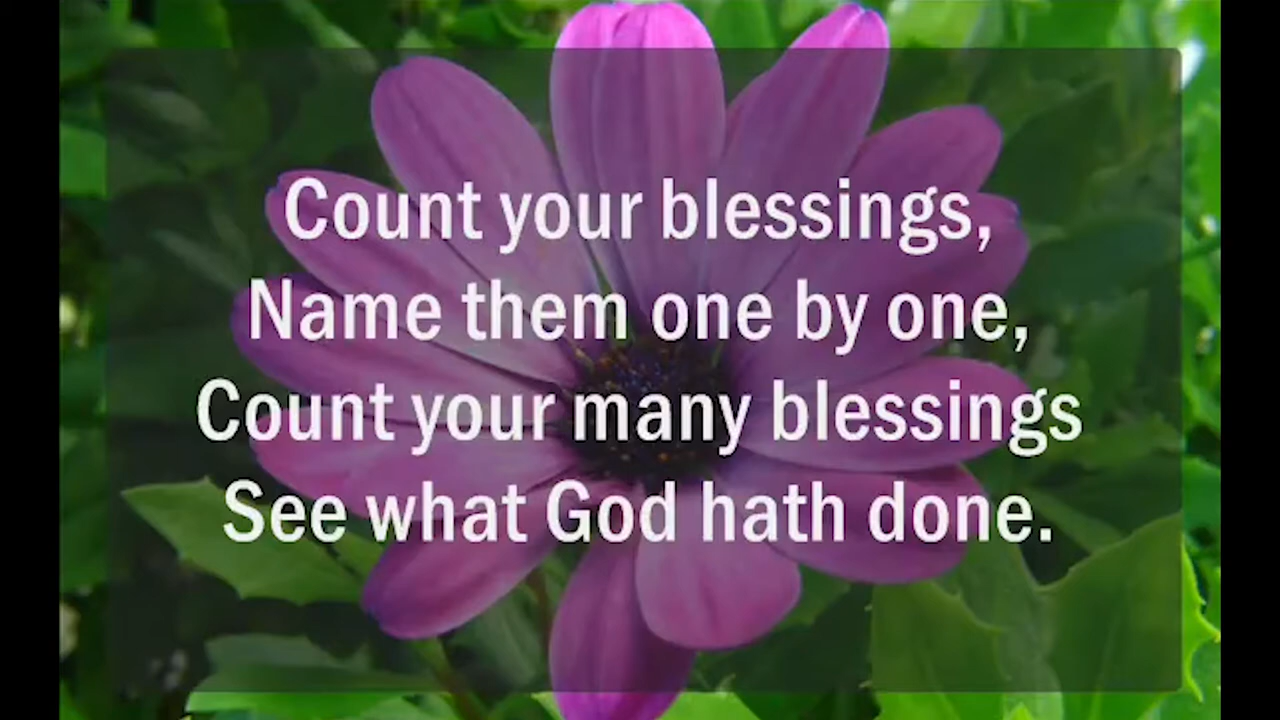 Count your blessings,
Name them one by one,
Count your many blessings
See what God hath done.